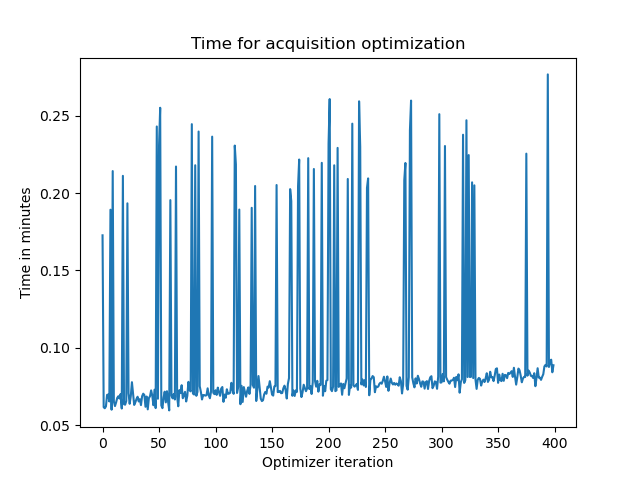 Time for acquisition optimization
Time in minutes
0.25
0.20
0.15
0.10
0.05
0 50 100 150 200 250 300 350 400
Optimizer iteration